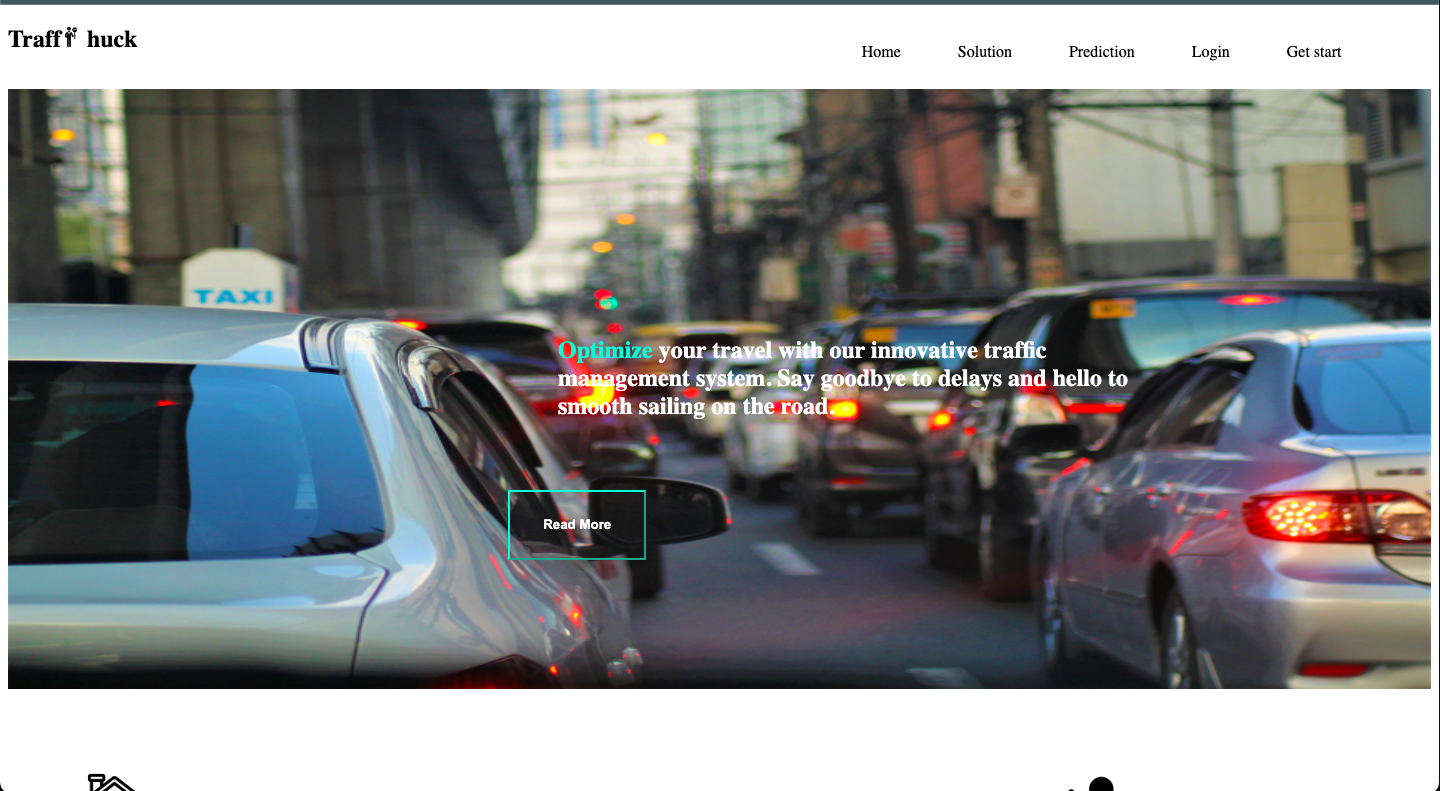 Traff huck
Home Solution Prediction Login Get start
TAXI
Optimize your travel with our innovative traffic
management system. Say goodbye to delays and hello to
smooth sailing on the road.
Read More